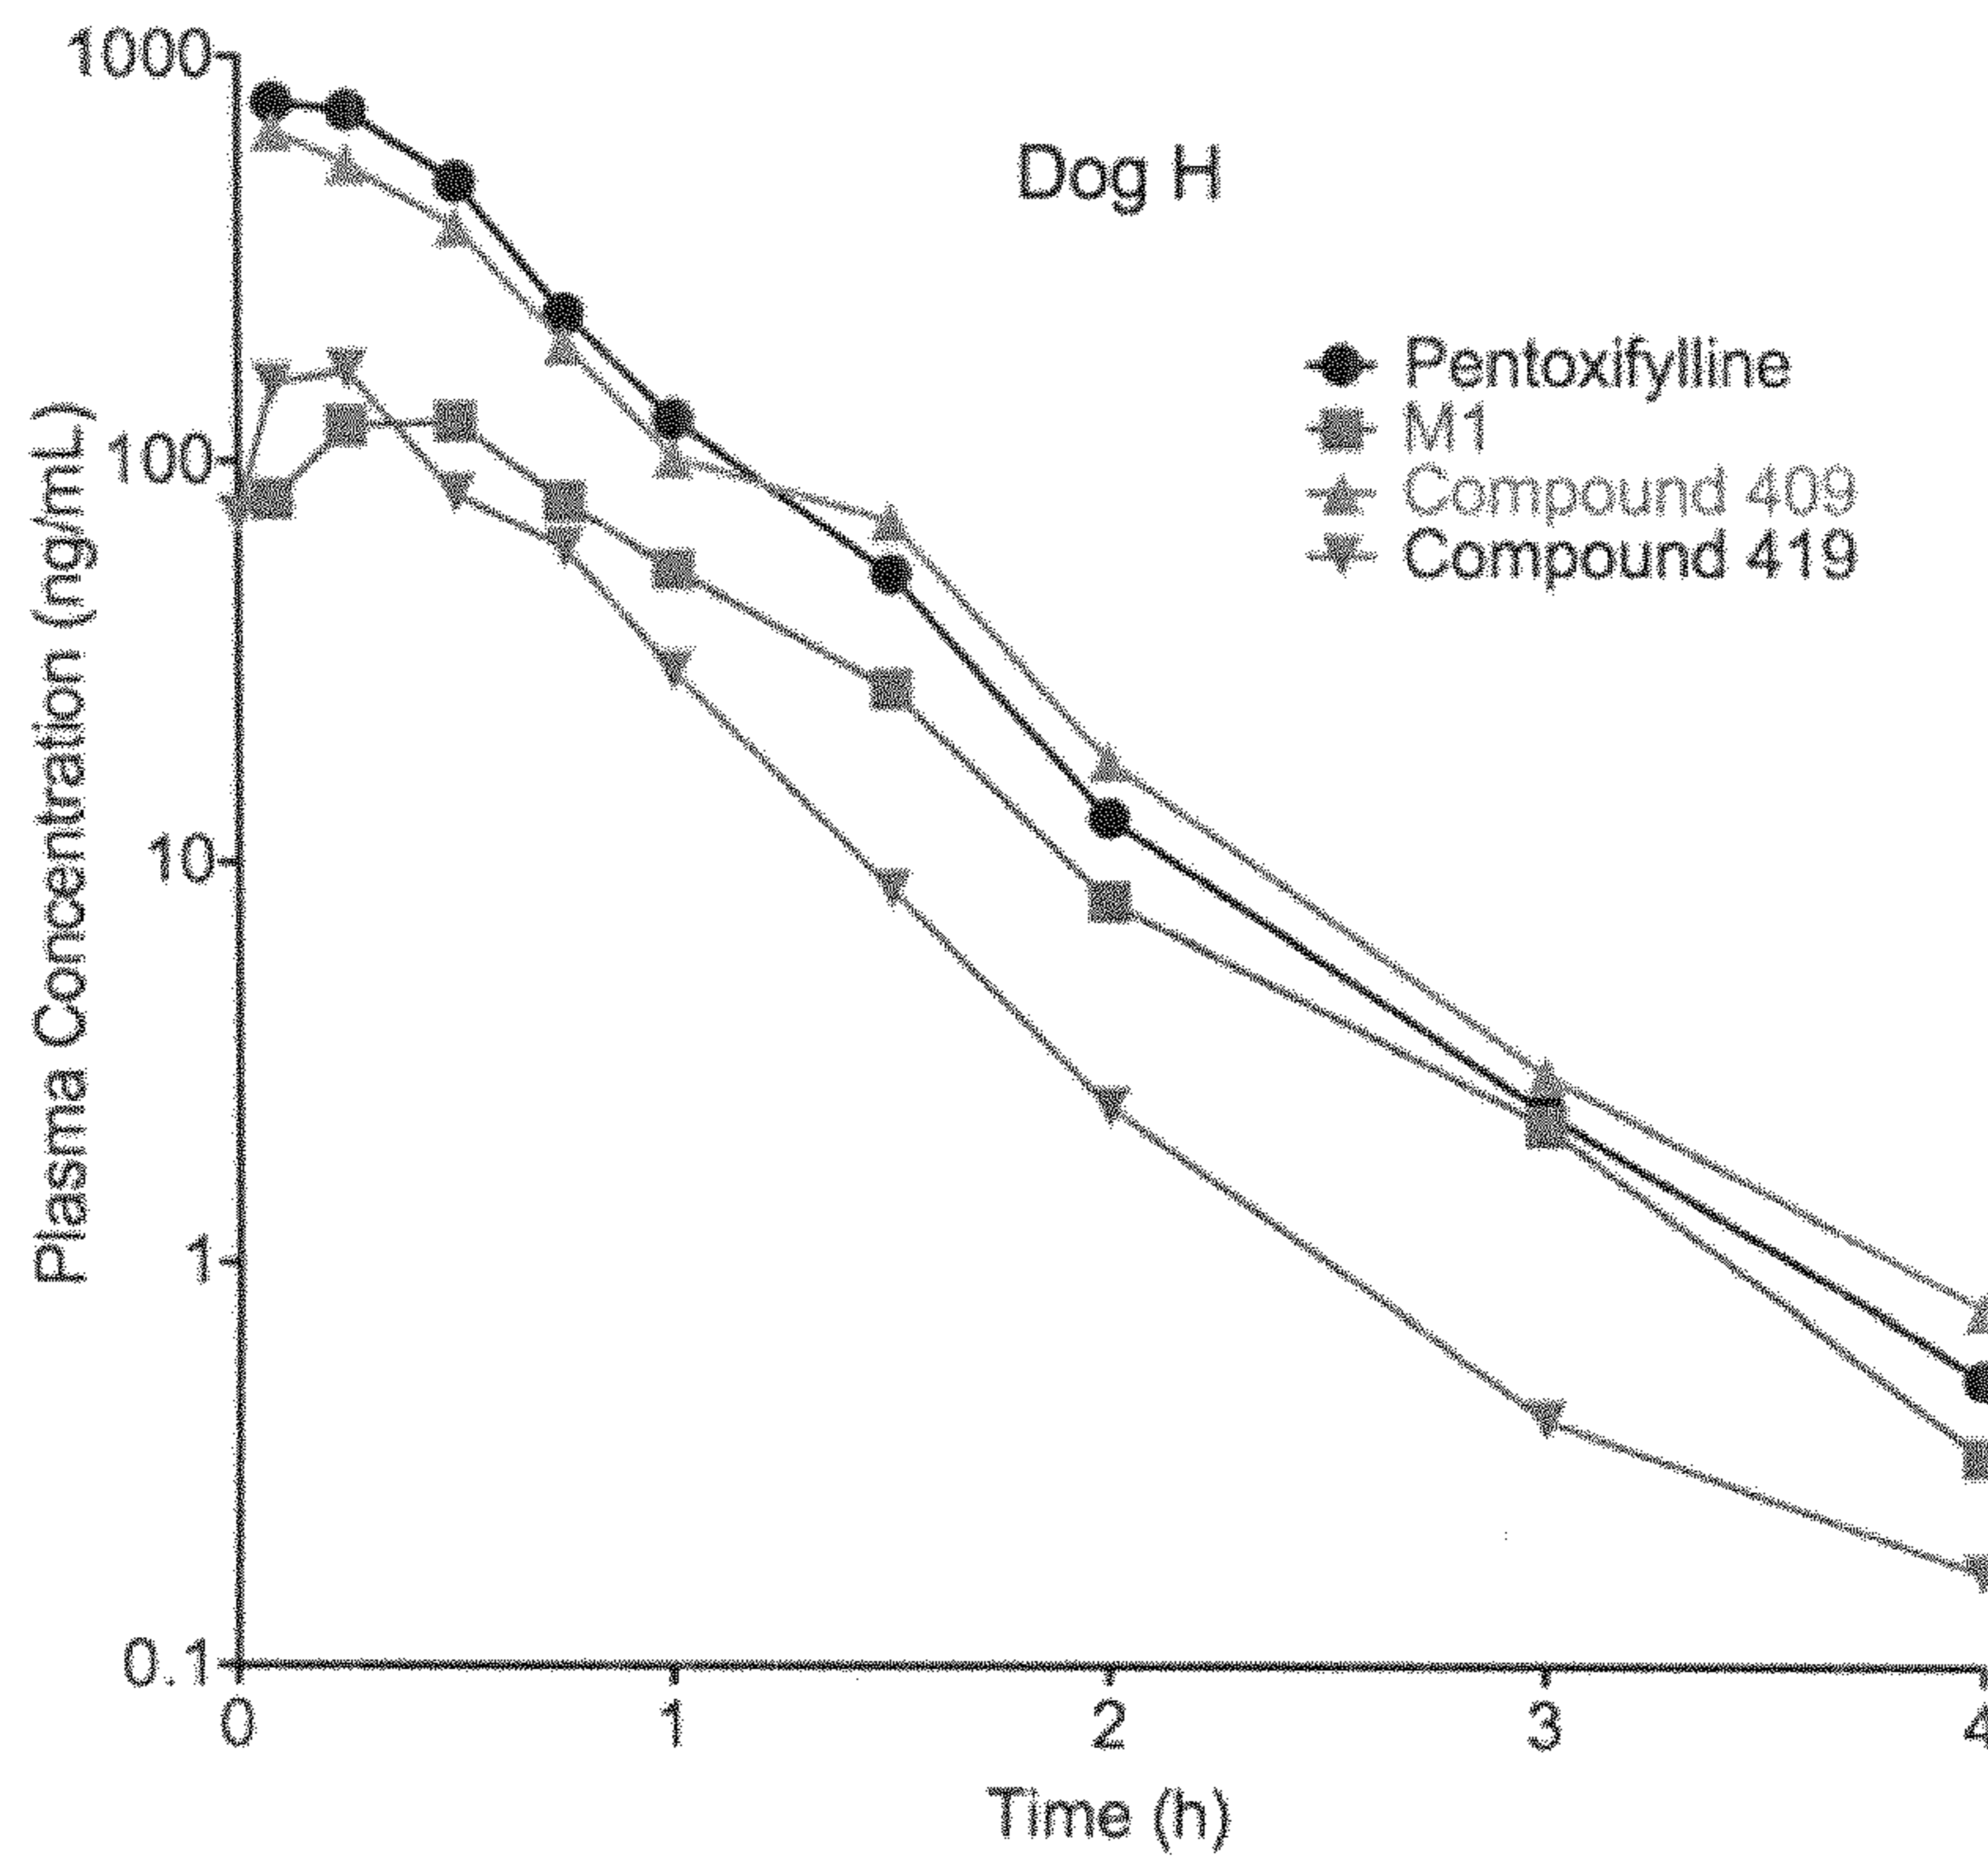 1000
100
10
1
0.1
Plasma Concentration (ng/mL)
Dog H
Pentoxifylline
M1
Compound 409
Compound 419
0 1 2 3 4
Time (h)